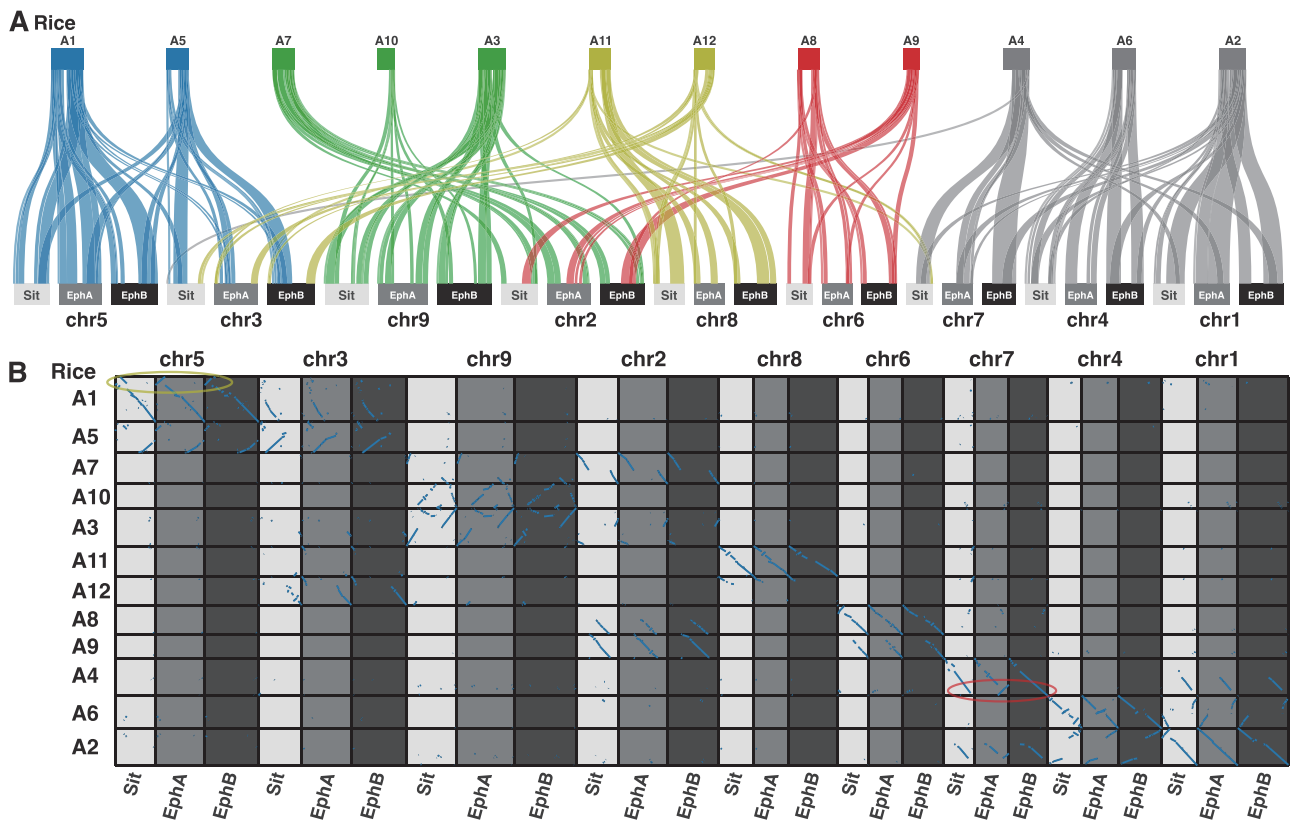 A Rice
A1 A5 A7 A10 A3 A11 A12 A8 A9 A4 A6 A2
Sit EphA EphB Sit EphA EphB Sit EphA EphB Sit EphA EphB Sit EphA EphB Sit EphA EphB Sit EphA EphB Sit EphA EphB Sit EphA EphB
chr5 chr3 chr9 chr2 chr8 chr6 chr7 chr4 chr1
B Rice chr5 chr3 chr9 chr2 chr8 chr6 chr7 chr4 chr1
A1
A5
A7
A10
A3
A11
A12
A8
A9
A4
A6
A2
Sit EphA EphB Sit EphA EphB Sit EphA EphB Sit EphA EphB Sit EphA EphB Sit EphA EphB Sit EphA EphB Sit EphA EphB Sit EphA EphB